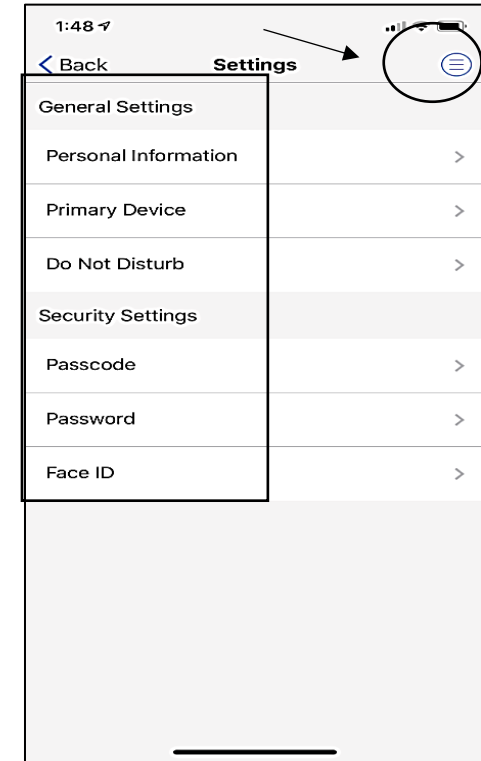 1:48
Back Settings
General Settings
Personal Information
Primary Device
Do Not Disturb
Security Settings
Passcode
Password
Face ID